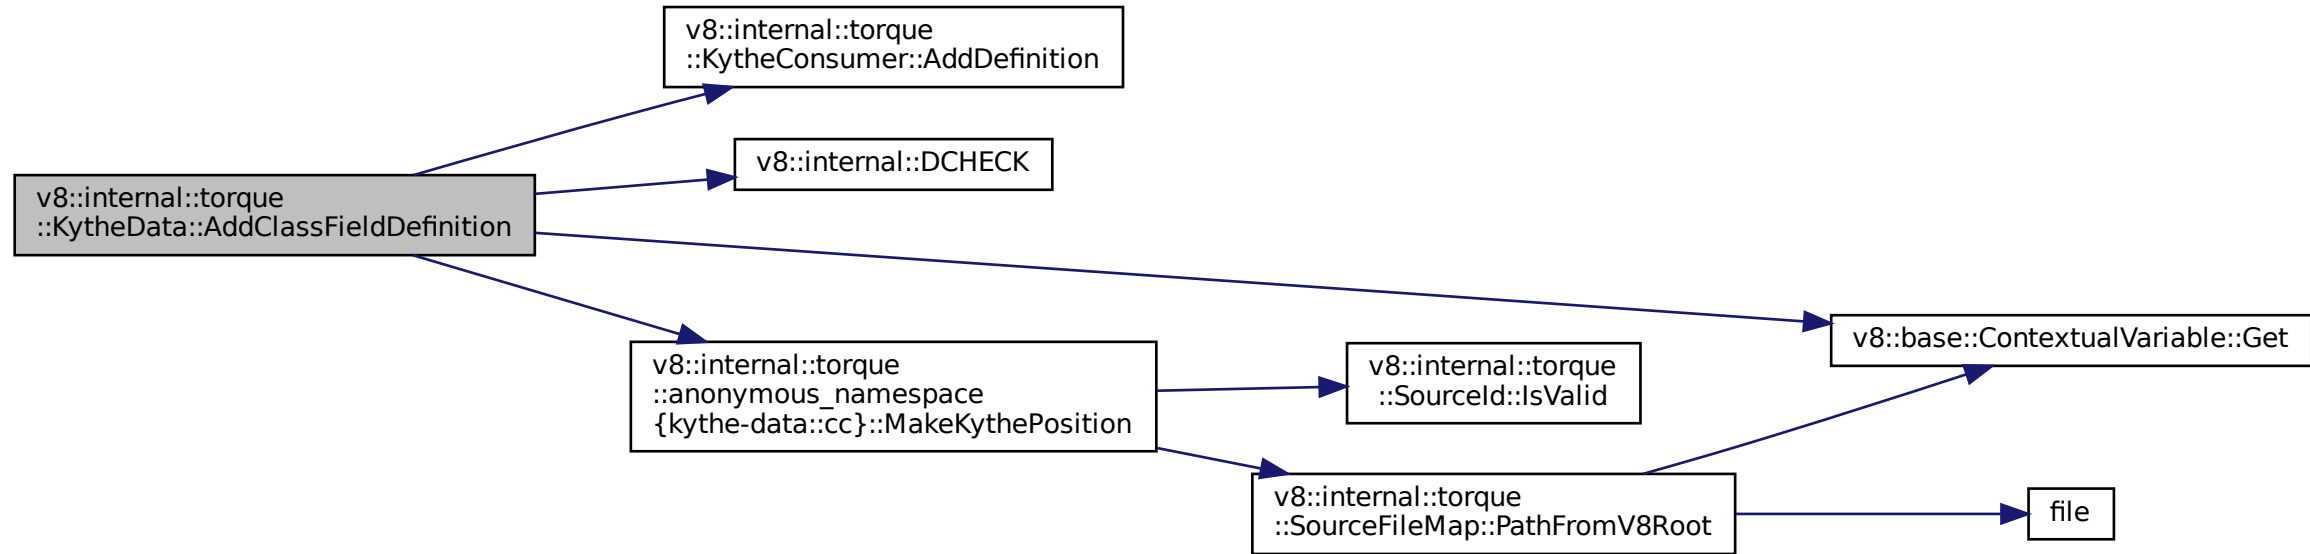 v8::internal::torque
::KytheConsumer::AddDefinition
v8::internal::DCHECK
v8::internal::torque
::KytheData::AddClassFieldDefinition
v8::base::ContextualVariable::Get
v8::internal::torque
::anonymous_namespace
{kythe-data::cc}::MakeKythePosition
v8::internal::torque
::SourceId::IsValid
v8::internal::torque
::SourceFileMap::PathFromV8Root
file